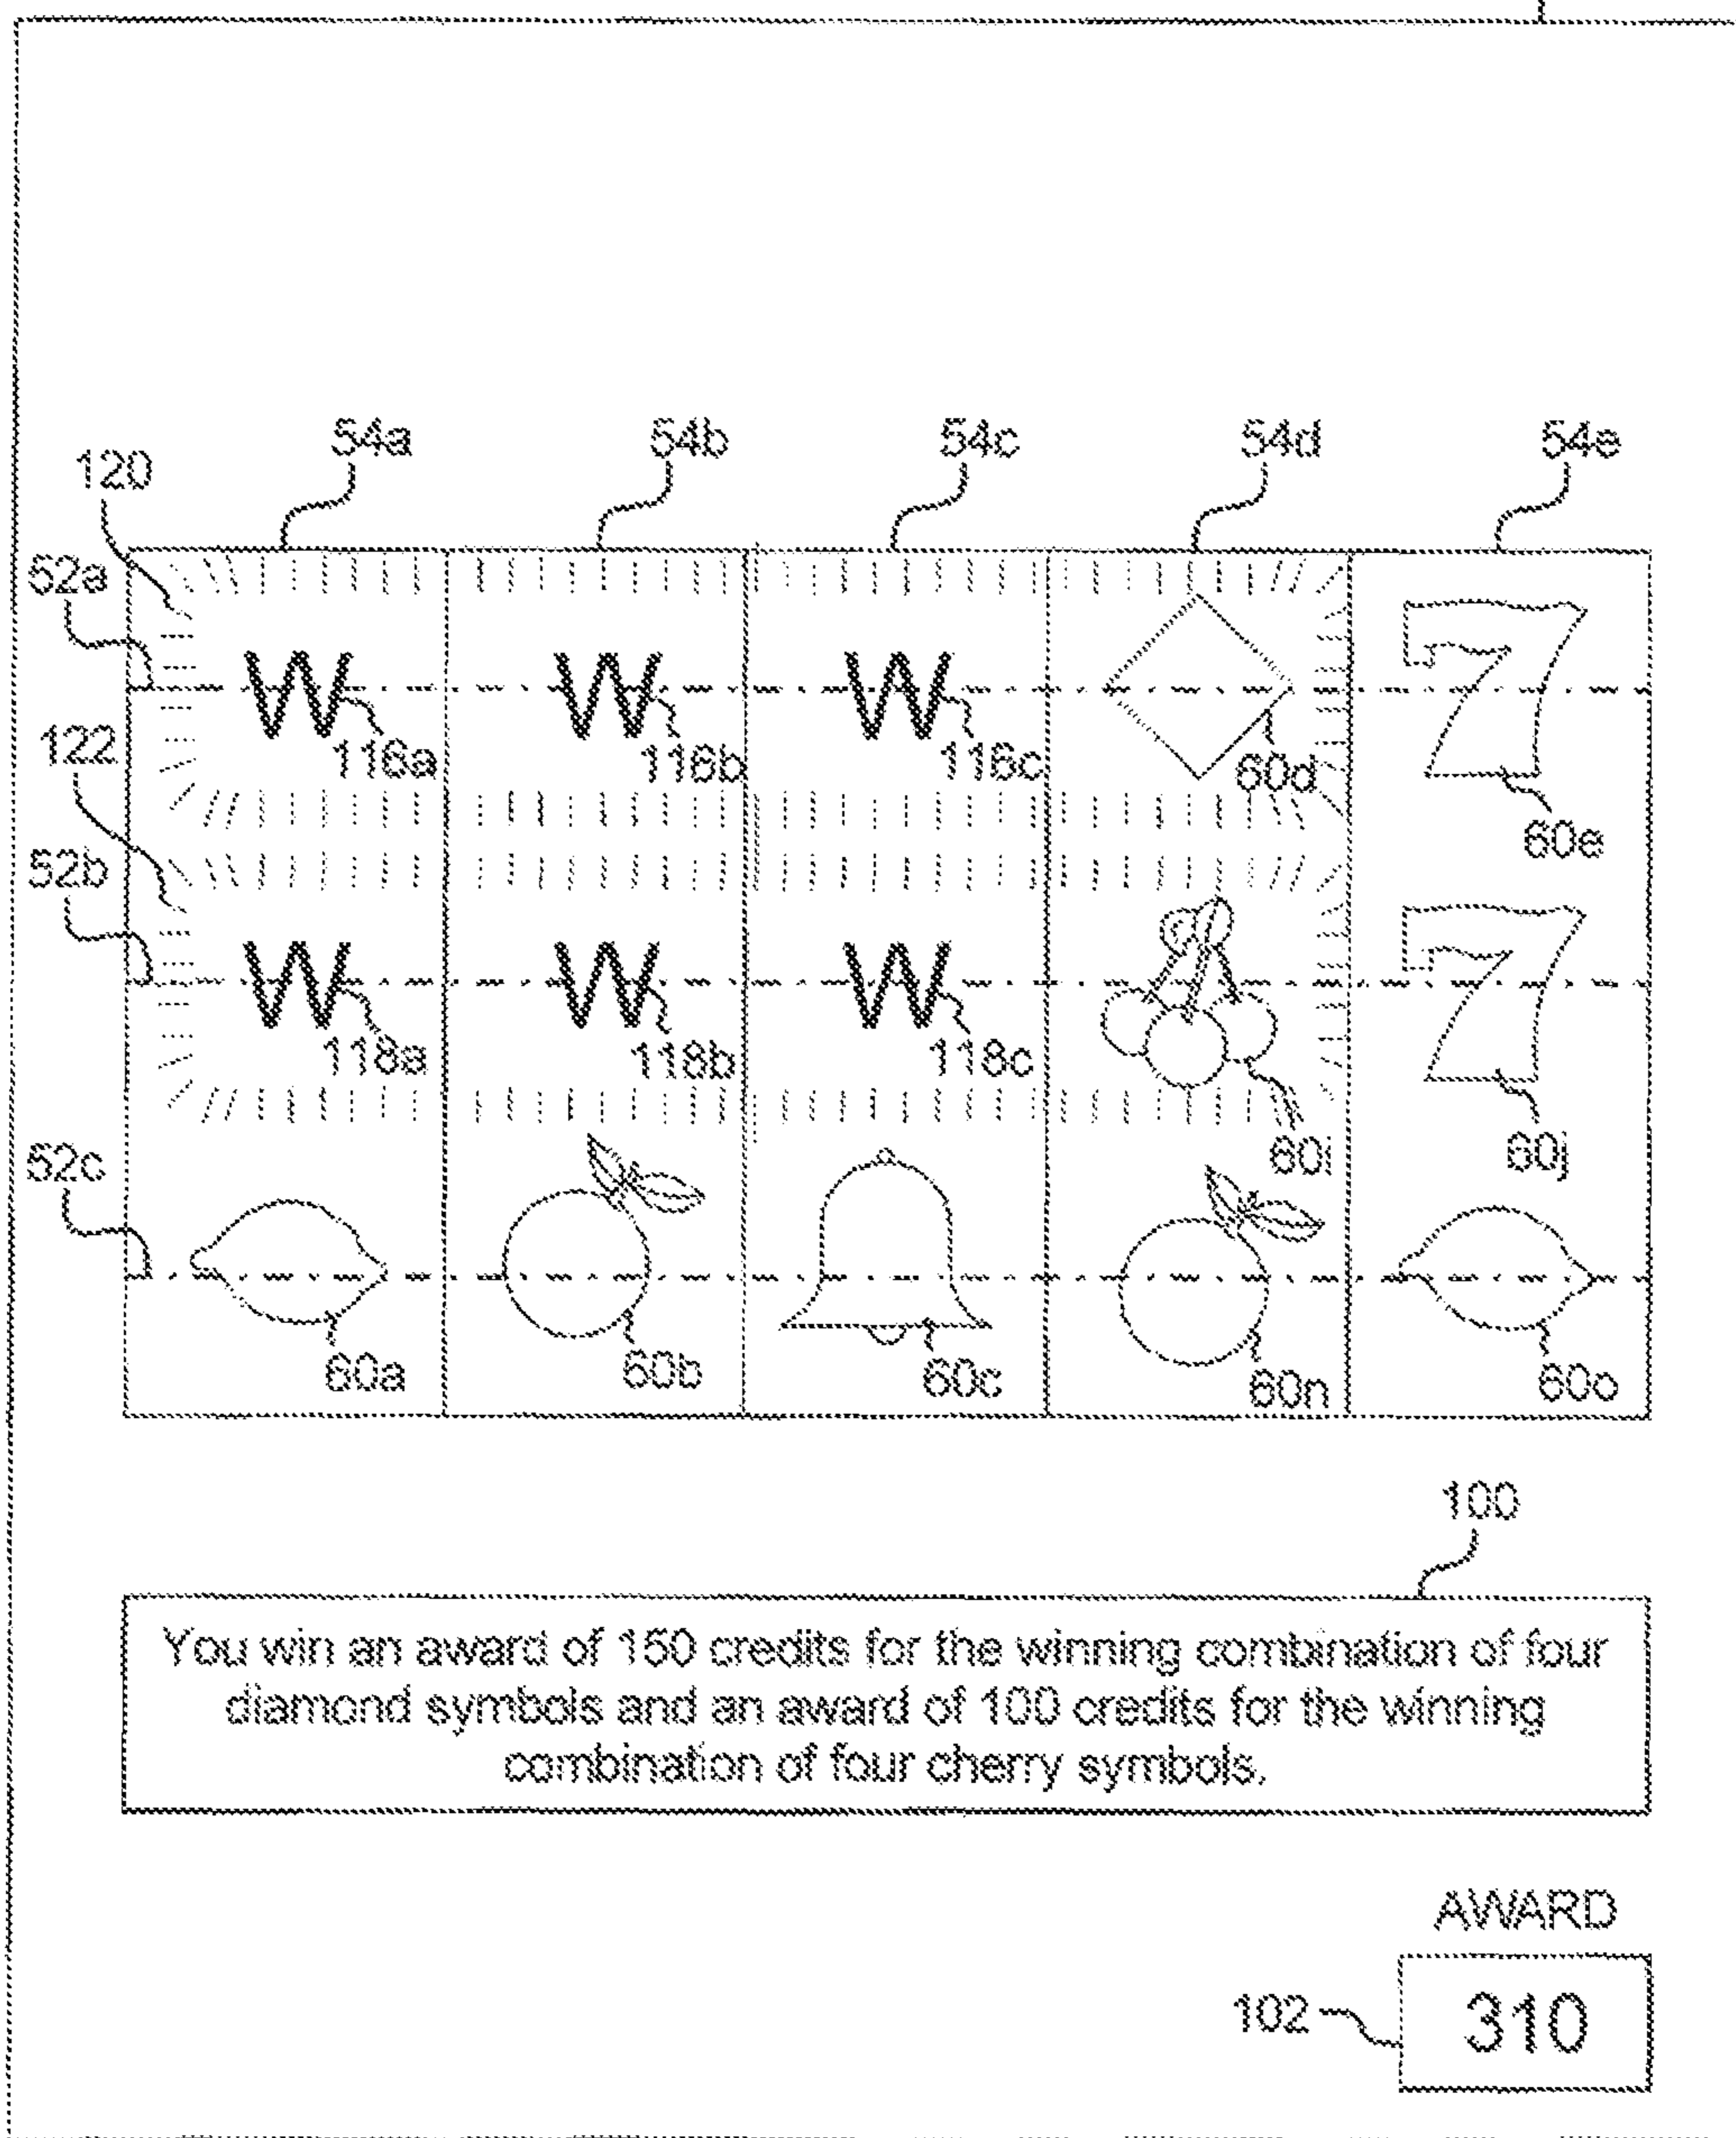 54a 54b 54c 54d 54e
120
52a
W W W 7
116a 116b 116c 60d
122
60e
52b
W W W 7
118a 118b 118c
60i 60j
52c
60a 60b 60c 60n 60o
100
You win an award of 150 credits for the winning combination of four
diamond symbols and an award of 100 credits for the winning
combination of four cherry symbols.
AWARD
102 310